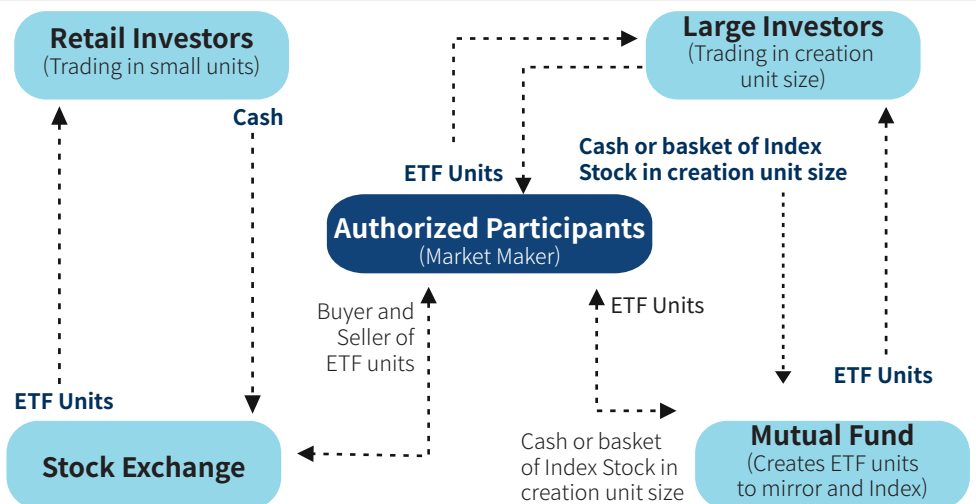 Retail Investors
(Trading in small units)
Large Investors
(Trading in creation
unit size)
Cash
ETF Units
Cash or basket of Index
Stock in creation unit size
Authorized Participants
(Market Maker)
Buyer and
Seller of
ETF units
ETF Units
ETF Units
ETF Units
Stock Exchange
Cash or basket
of Index Stock in
creation unit size
Mutual Fund
(Creates ETF units
to mirror and Index)